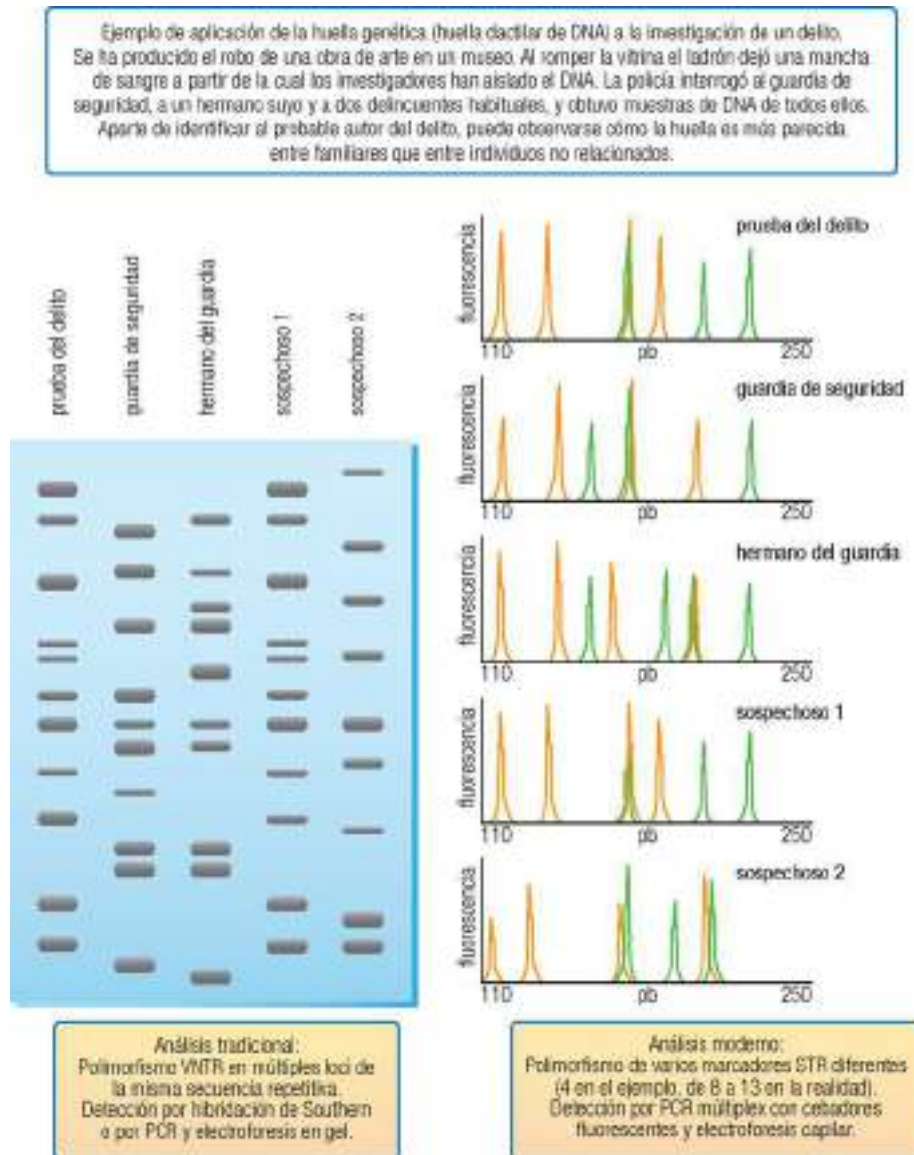 Ejemplo de aplicación de la huella genética (huella dactilar de DNA) a la investigación de un delito.
Se ha producido el robo de una obra de arte en un museo. Al romper la vitrina el ladrón dejó una mancha
de sangre a partir de la cual los investigadores han aislado el DNA. La policía interrogó al guardia de
seguridad, a un hermano suyo y a dos delincuentes habituales, y obtuvo muestras de DNA de todos ellos.
Aparte de identificar al probable autor del delito, puede observarse cómo la huella es más parecida
entre familiares que entre individuos no relacionados.
prueba del delito
guardia de seguridad
hermano del guardia
sospechoso 1
sospechoso 2
fluorescencia
prueba del delito
110 pb 250
fluorescencia
guardia de seguridad
110 pb 250
fluorescencia
hermano del guardia
110 pb 250
fluorescencia
sospechoso 1
110 pb 250
fluorescencia
sospechoso 2
110 pb 250
Análisis tradicional:
Polimorfismo VNTR en múltiples loci de
la misma secuencia repetitika.
Detección por hibridación de Southern
o por PCR y electroforesis en gel.
Análisis moderno:
Polimorfismo de varios marcadores STR diferentes
(4 en el ejemplo, de 8 a 13 en la realidad).
Detección por PCR múltiplex con cebadores
fluorescentes y electroforesis capilar.